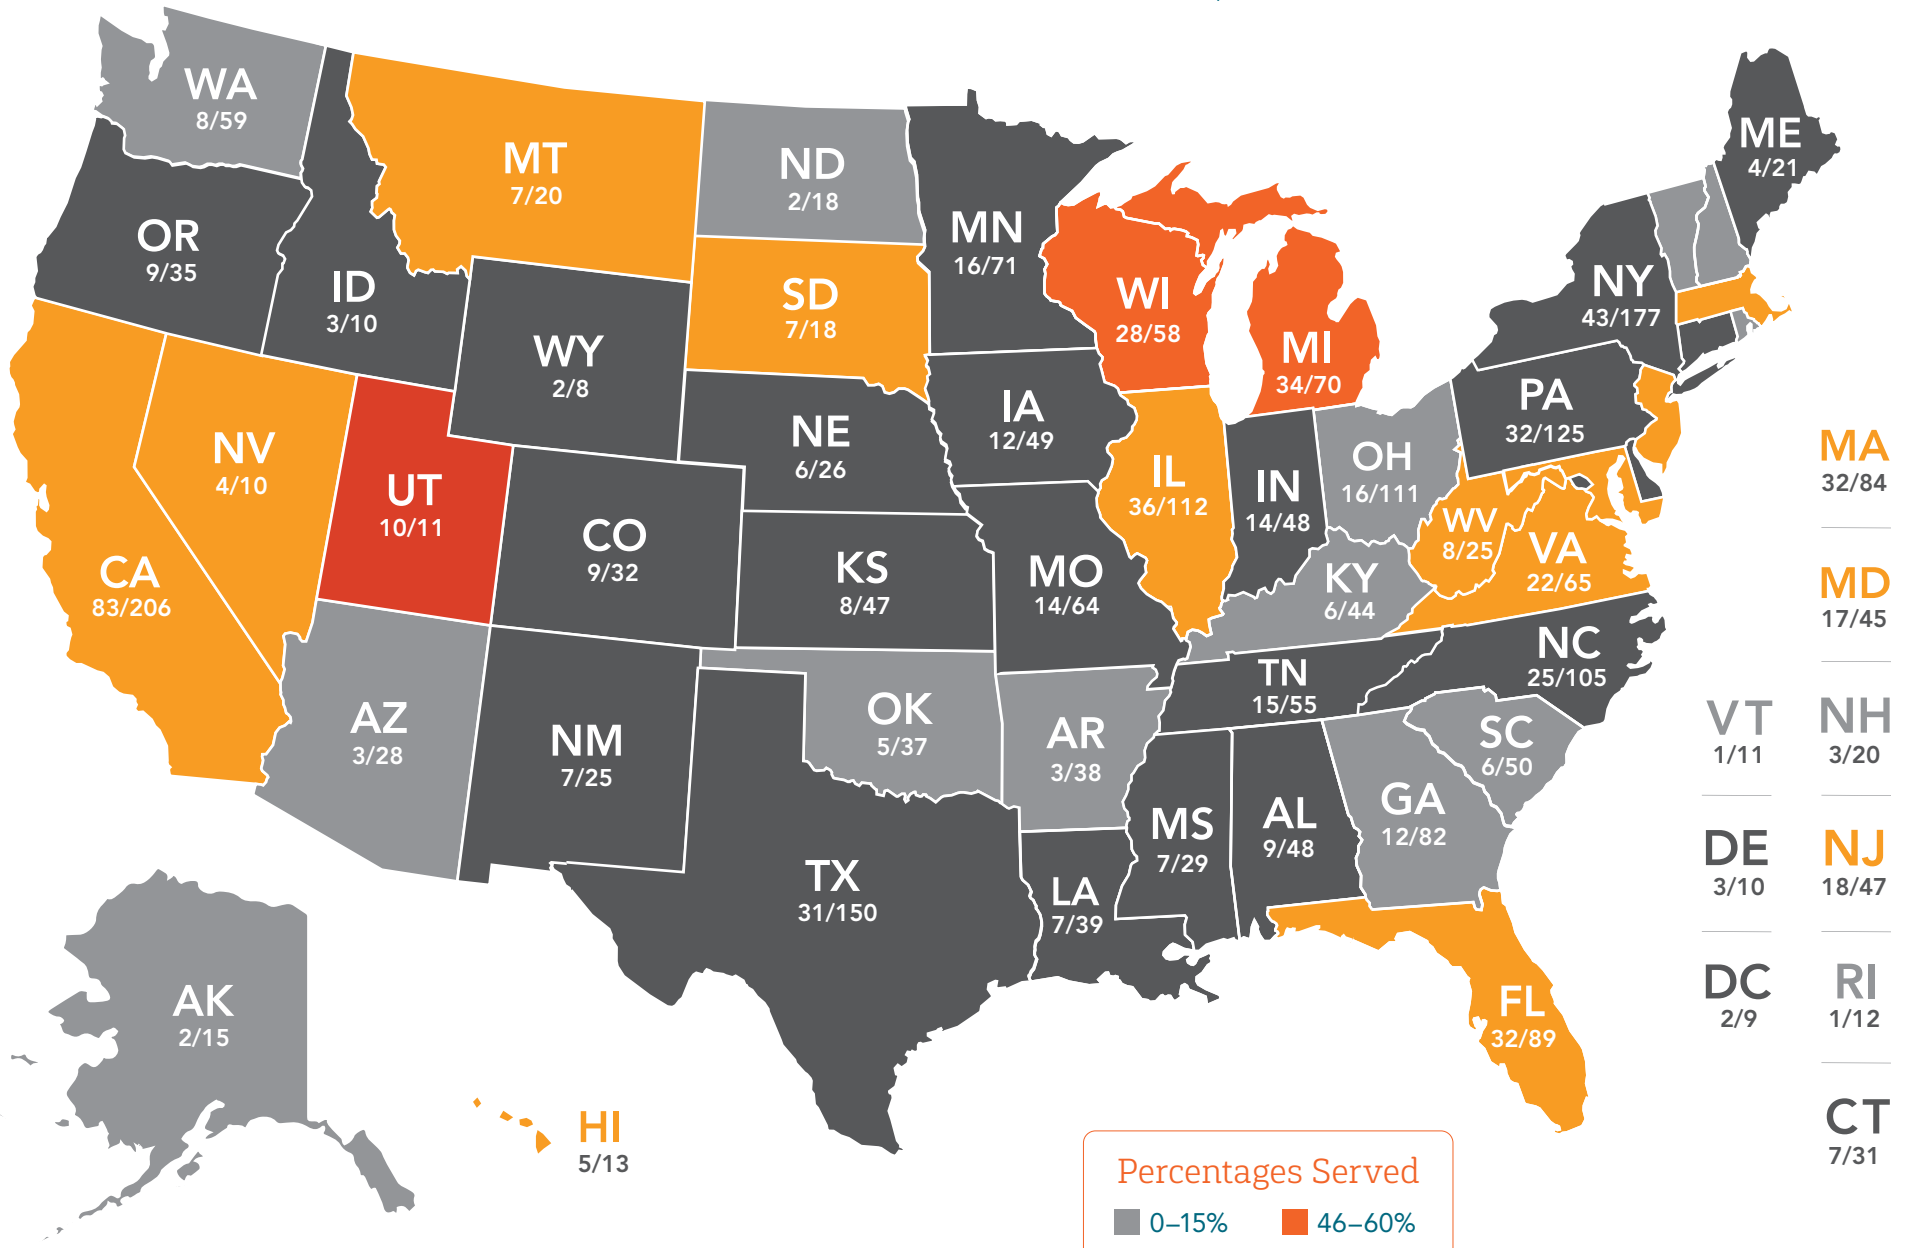 WA
8/59
MT
7/20
ND
2/18
ME
4/21
OR
9/35
ID
3/10
MN
16/71
NY
43/177
SD
7/18
WI
28/58
MI
34/70
WY
2/8
PA
32/125
NV
4/10
UT
10/11
NE
6/26
IA
12/49
IL
36/112
IN
14/48
OH
16/111
WV
8/25
VA
22/65
CA
83/206
CO
9/32
KS
8/47
MO
14/64
KY
6/44
NC
25/105
TN
15/55
AZ
3/28
NM
7/25
OK
5/37
AR
3/38
SC
6/50
MS
7/29
AL
9/48
GA
12/82
TX
31/150
LA
7/39
AK
2/15
HI
5/13
FL
32/89
MA
32/84
MD
17/45
VT NH
1/11 3/20
DE NJ
3/10 18/47
DC RI
2/9 1/12
CT
7/31
Percentages Served
0–15% 46–60%